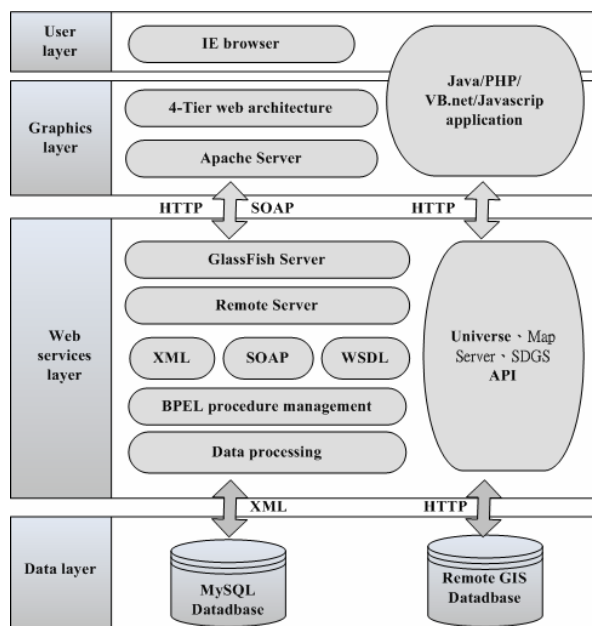 User
layer
IE browser
Java/PHP/
VB.net/Javascrip
application
Graphics
layer
4-Tier web architecture
Apache Server
HTTP
SOAP
HTTP
Web
services
layer
GlassFish Server
Remote Server
XML
SOAP
WSDL
BPEL procedure management
Data processing
Universe、Map
Server、SDGS
API
XML
HTTP
Data layer
MySQL
Datadbase
Remote GIS
Datadbase